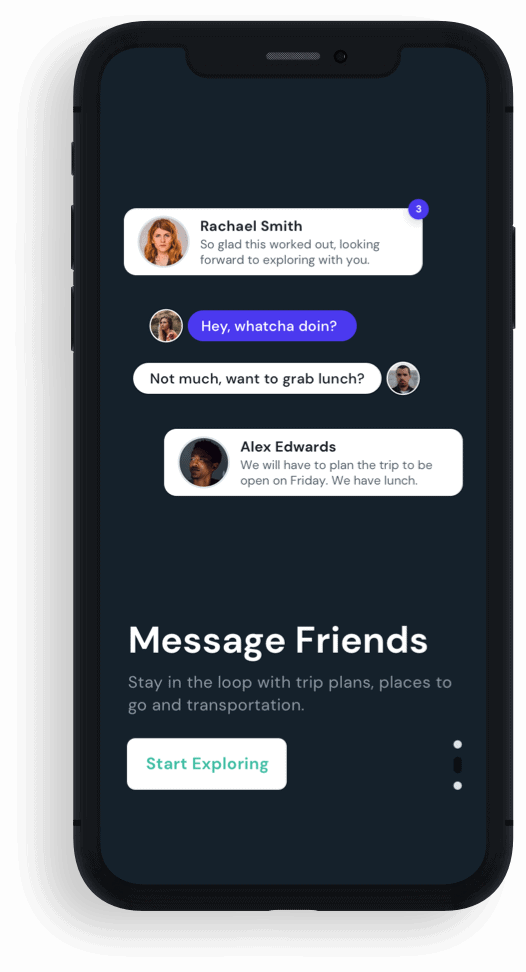 3
Rachael Smith
So glad this worked out, looking
forward to exploring with you.
Hey, whatcha doin?
Not much, want to grab lunch?
Alex Edwards
We will have to plan the trip to be
open on Friday. We have lunch.
Message Friends
Stay in the loop with trip plans, places to
go and transportation.
Start Exploring